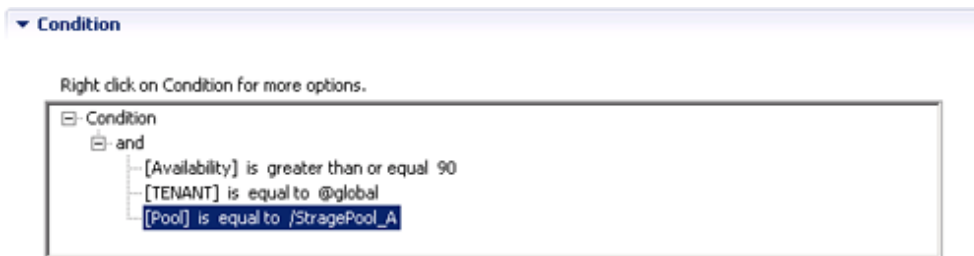 Condition
Right click on Condition for more options.
Condition
and
[Availability] is greater than or equal 90
[TENANT] is equal to @global
[Pool] is equal to /StragePool_A